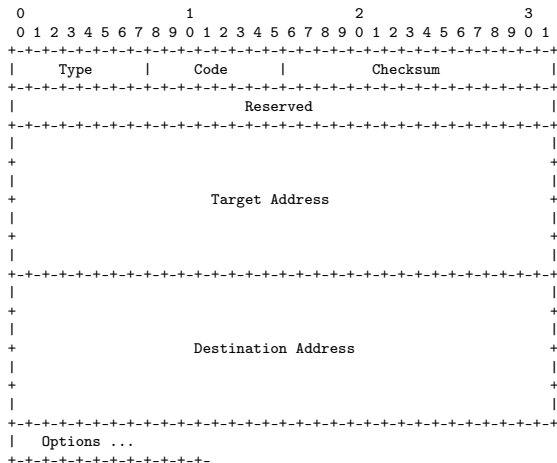 0                   1                   2                   3
0 1 2 3 4 5 6 7 8 9 0 1 2 3 4 5 6 7 8 9 0 1 2 3 4 5 6 7 8 9 0 1
+-+-+-+-+-+-+-+-+-+-+-+-+-+-+-+-+-+-+-+-+-+-+-+-+-+-+-+-+-+-+-+-+
|     Type      |     Code      |          Checksum             |
+-+-+-+-+-+-+-+-+-+-+-+-+-+-+-+-+-+-+-+-+-+-+-+-+-+-+-+-+-+-+-+-+
|                           Reserved                            |
+-+-+-+-+-+-+-+-+-+-+-+-+-+-+-+-+-+-+-+-+-+-+-+-+-+-+-+-+-+-+-+-+
|                                                               |
+                                                               +
|                                                               |
+                       Target Address                          +
|                                                               |
+                                                               +
|                                                               |
+-+-+-+-+-+-+-+-+-+-+-+-+-+-+-+-+-+-+-+-+-+-+-+-+-+-+-+-+-+-+-+-+
|                                                               |
+                                                               +
|                                                               |
+                     Destination Address                       +
|                                                               |
+                                                               +
|                                                               |
+-+-+-+-+-+-+-+-+-+-+-+-+-+-+-+-+-+-+-+-+-+-+-+-+-+-+-+-+-+-+-+-+
|   Options ...
+-+-+-+-+-+-+-+-+-+-+-+-